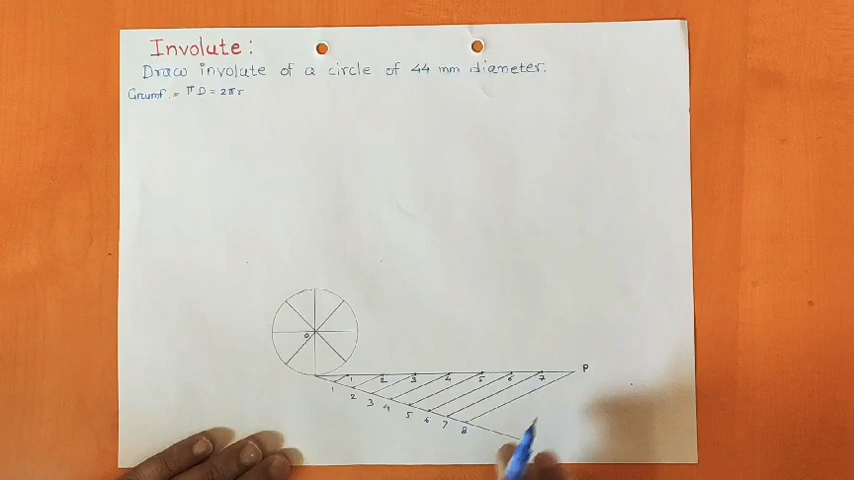 Involute:
Draw involute of a circle of 44 mm diameter.
Circumf. = πD = 2πr
O
P
1 2 3 4 5 6 7
1 2 3 4 5 6 7 8